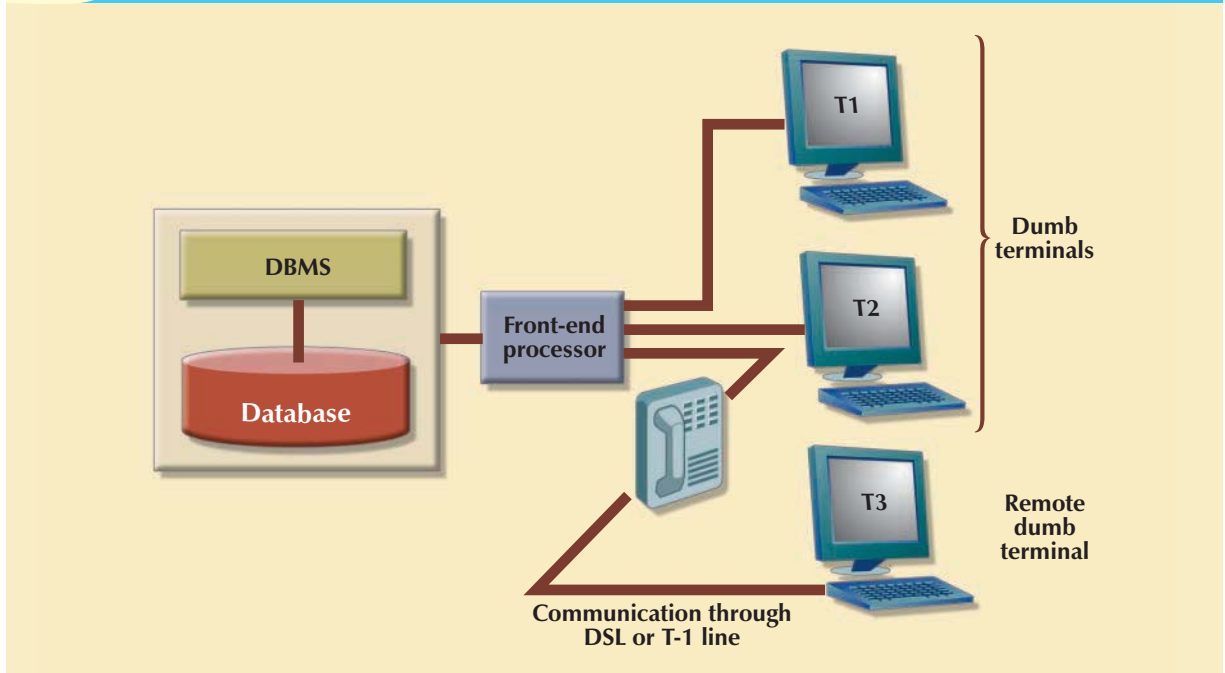 T1
Dumb
terminals
DBMS
T2
Front-end
processor
Database
T3
Remote
dumb
terminal
Communication through
DSL or T-1 line